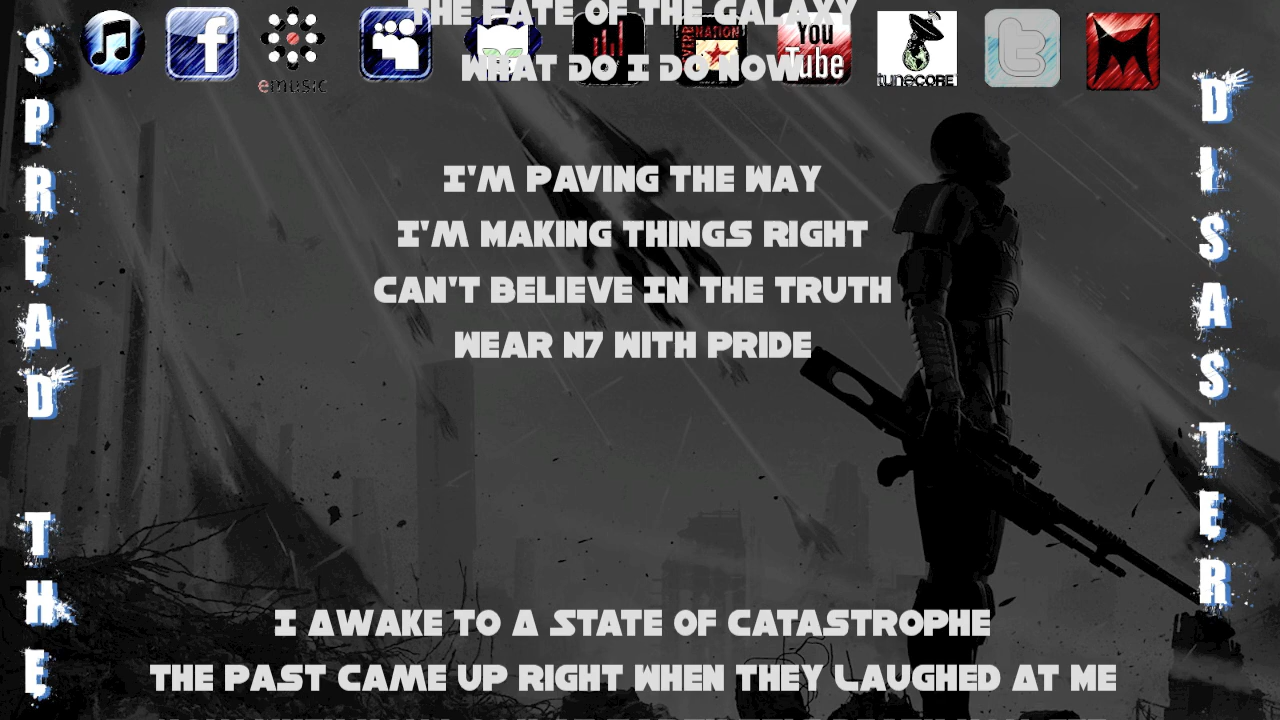 THE FATE OF THE GALAXY
WHAT DO I DO NOW
emusic
NATION
You
Tube
TUNECORE
SPREAD THE
DISASTER
I'M PAVING THE WAY
I'M MAKING THINGS RIGHT
CAN'T BELIEVE IN THE TRUTH
WEAR N7 WITH PRIDE
I AWAKE TO A STATE OF CATASTROPHE
THE PAST CAME UP RIGHT WHEN THEY LAUGHED AT ME